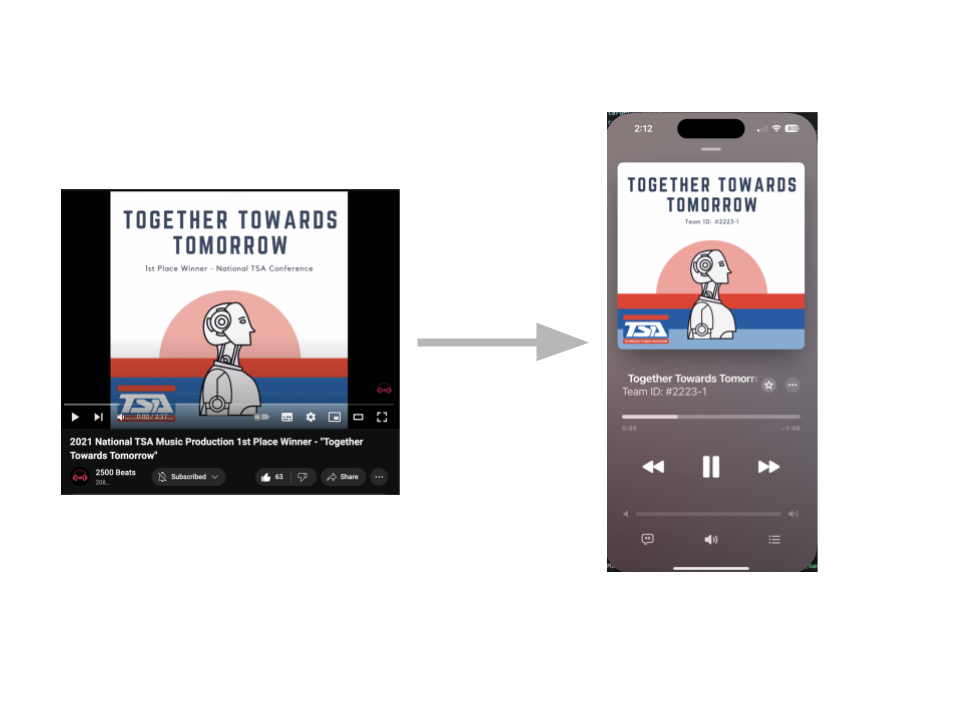 TOGETHER TOWARDS
TOMORROW
1st Place Winner - National TSA Conference
TSA
0:00 / 2:37
2021 National TSA Music Production 1st Place Winner - "Together
Towards Tomorrow"
2500 Beats
208...
Subscribed
63
Share
2:12
TOGETHER TOWARDS
TOMORROW
Team ID: #2223-1
TSA
Together Towards Tomorr
Team ID: #2223-1
0:49
-1:49